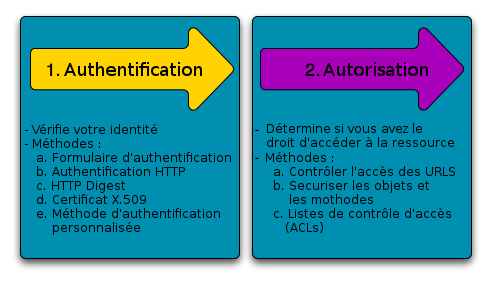 1. Authentification
- Vérifie votre identité
- Méthodes :
a. Formulaire d'authentification
b. Authentification HTTP
c. HTTP Digest
d. Certificat X.509
e. Méthode d'authentification
personnalisée
2. Autorisation
- Détermine si vous avez le
droit d'accéder à la ressource
- Méthodes :
a. Contrôler l'accès des URLS
b. Securiser les objets et
les mothodes
c. Listes de contrôle d'accès
(ACLs)